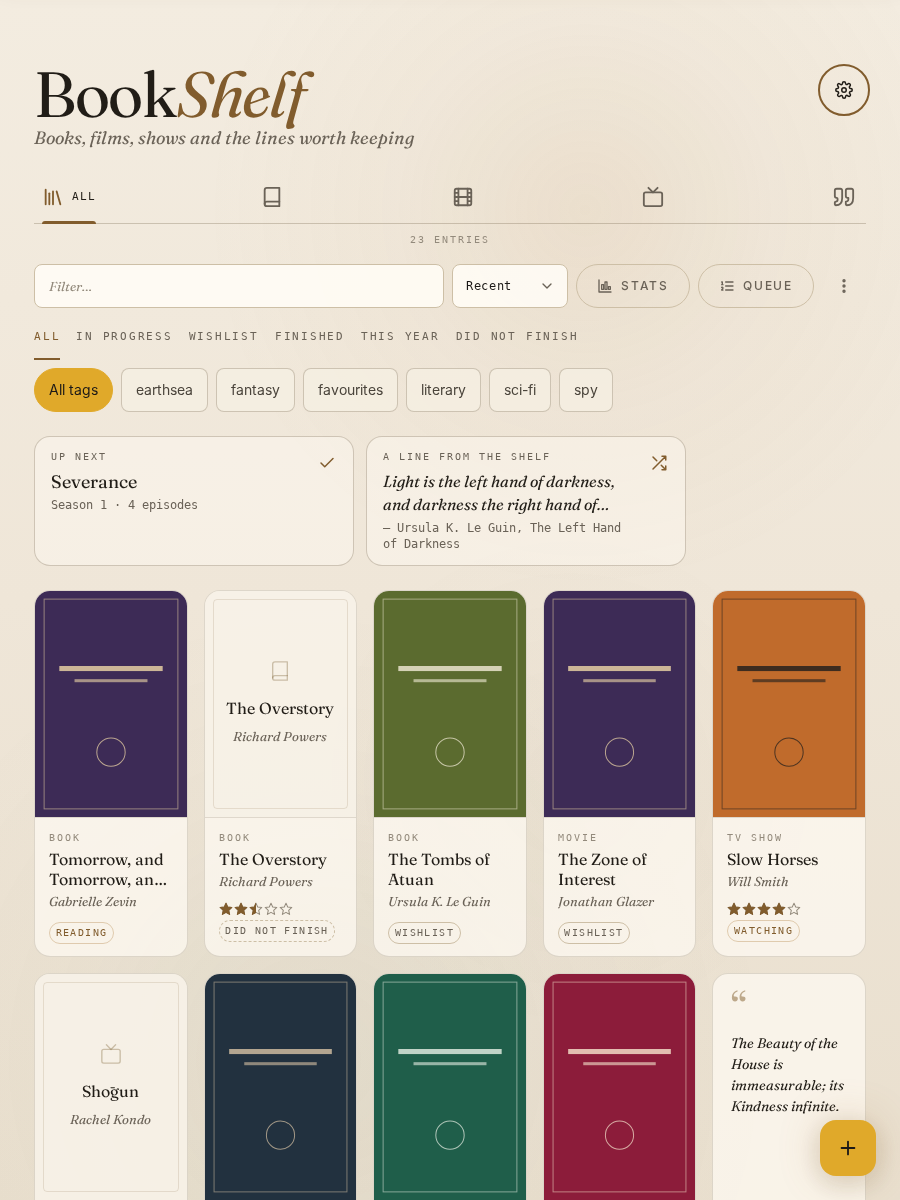 BookShelf
Books, films, shows and the lines worth keeping
ALL
23 ENTRIES
Filter...
Recent
STATS
QUEUE
ALL IN PROGRESS WISHLIST FINISHED THIS YEAR DID NOT FINISH
All tags earthsea fantasy favourites literary sci-fi spy
UP NEXT
Severance
Season 1 · 4 episodes
A LINE FROM THE SHELF
Light is the left hand of darkness,
and darkness the right hand of…
— Ursula K. Le Guin, The Left Hand
of Darkness
BOOK
Tomorrow, and
Tomorrow, an…
Gabrielle Zevin
READING
The Overstory
Richard Powers
BOOK
The Overstory
Richard Powers
DID NOT FINISH
BOOK
The Tombs of
Atuan
Ursula K. Le Guin
WISHLIST
MOVIE
The Zone of
Interest
Jonathan Glazer
WISHLIST
TV SHOW
Slow Horses
Will Smith
WATCHING
Shōgun
Rachel Kondo
“
The Beauty of the
House is
immeasurable; its
Kindness infinite.